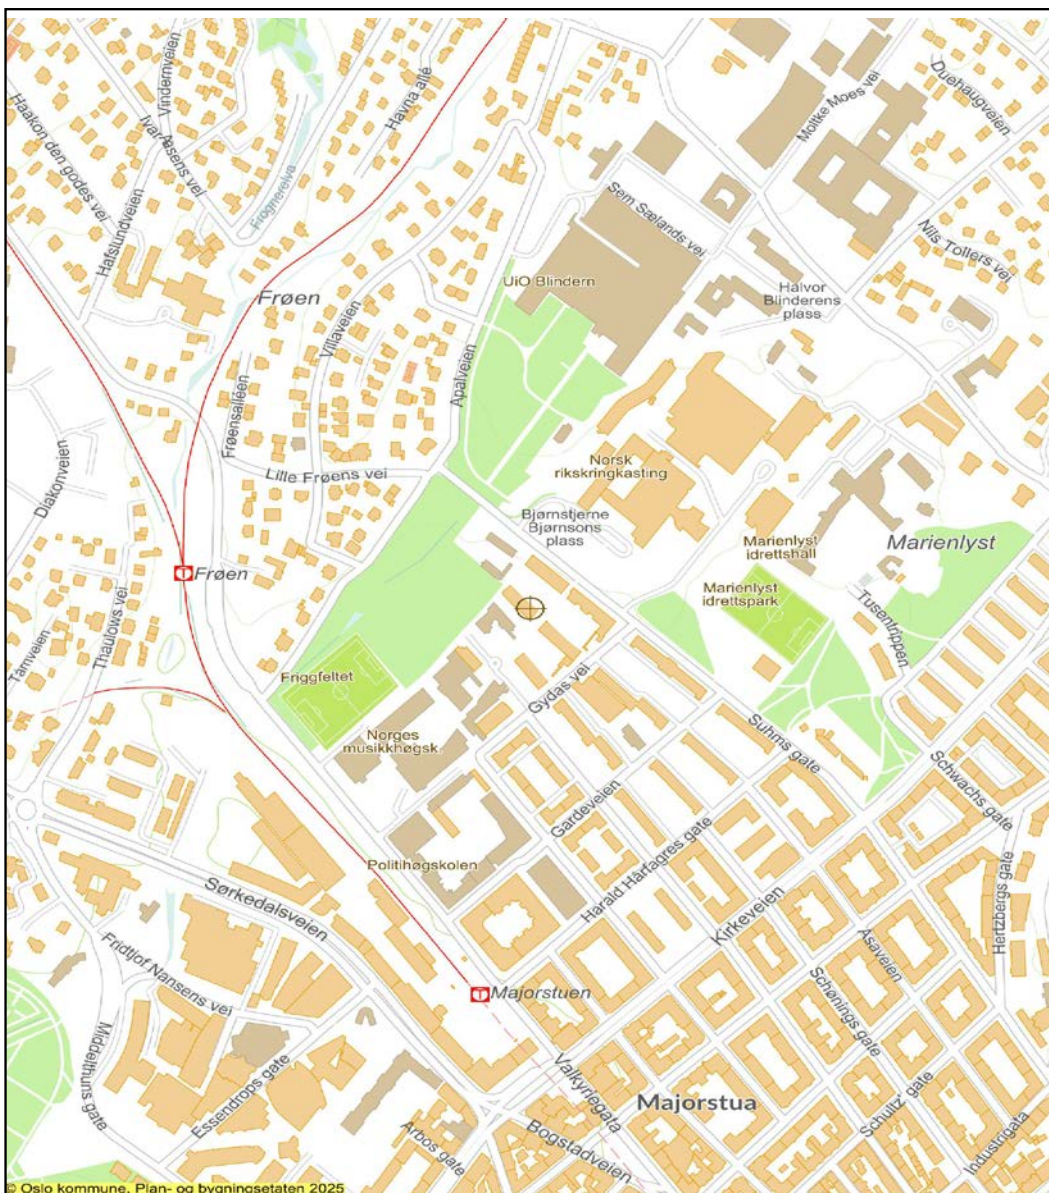 Vindernveien
Haakon den godes vei
Ivar Aasens vei
Havna allé
Frognerelva
Hafslundveien
Moltke Moes vei
Duehaugveien
Sem Sælands vei
Nils Tollers vei
UiO Blindern
Halvor
Blinderens
plass
Frøen
Villaveien
Apalveien
Frøensalléen
Diakonveien
Lille Frøens vei
Norsk
rikskringkasting
Bjørnstjerne
Bjørnsons
plass
Marienlyst
idrettshall
Marienlyst
Marienlyst
idrettspark
Tusentrippen
Frøen
Tårnveien
Thaulows vei
Friggfeltet
Gydas vei
Norges
musikkhøgsk.
Suhms gate
Schwachs gate
Gardeveien
Harald Hårfagres gate
Politihøgskolen
Kirkeveien
Hertzbergs gate
Sørkedalsveien
Åsaveien
Fridtjof Nansens vei
Majorstuen
Schønings gate
Middelthuns gate
Essendrops gate
Valkyriegata
Majorstua
Schultz' gate
Arbos gate
Bogstadveien
Industrigata
© Oslo kommune, Plan- og bygningsetaten 2025